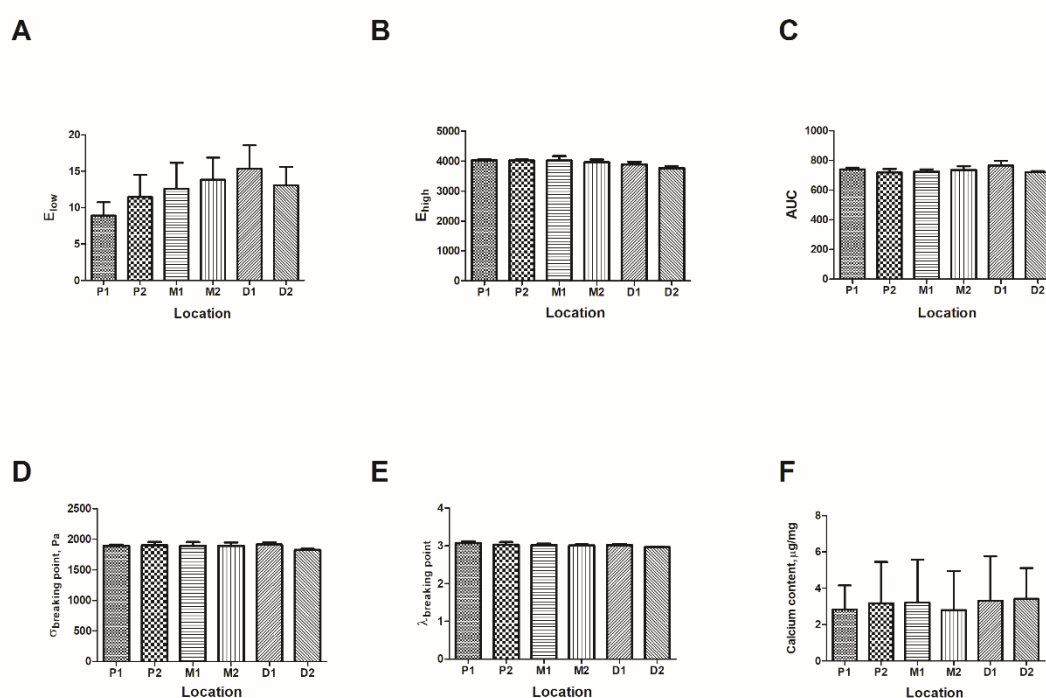 A
B
C
20
15
10
5
0
E low
P1 P2 M1 M2 D1 D2
Location
5000
4000
3000
2000
1000
0
E high
P1 P2 M1 M2 D1 D2
Location
1000
800
600
400
200
0
AUC
P1 P2 M1 M2 D1 D2
Location
D
E
F
2500
2000
1500
1000
500
0
σ breaking point, Pa
P1 P2 M1 M2 D1 D2
Location
4
3
2
1
0
λ breaking point
P1 P2 M1 M2 D1 D2
Location
8
6
4
2
0
Calcium content, μg/mg
P1 P2 M1 M2 D1 D2
Location